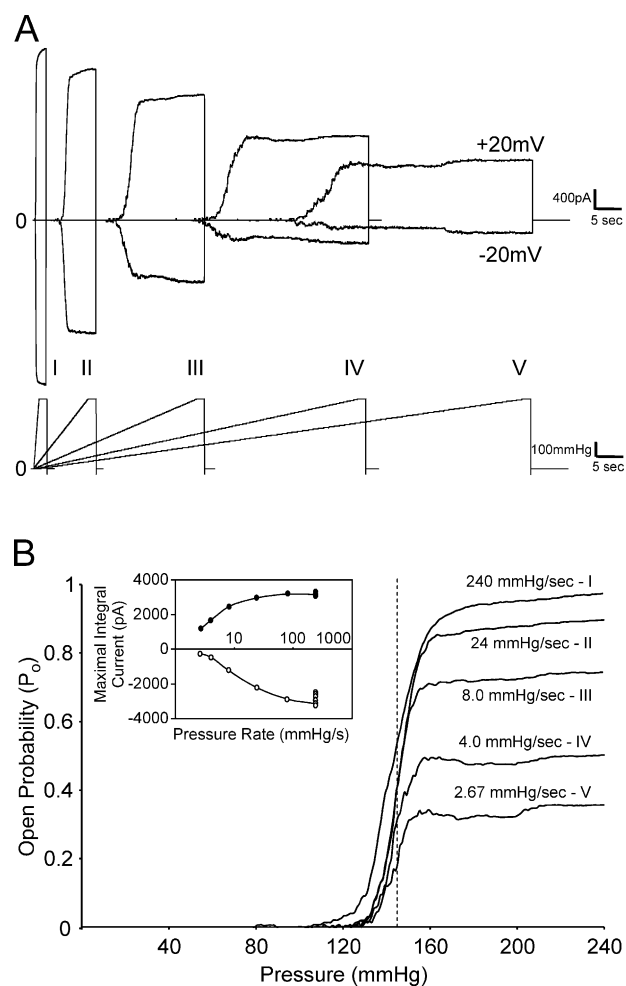 A
+20mV
400pA
5 sec
0
-20mV
I II III IV V
100mmHg
0
5 sec
B
1
0.8
0.6
0.4
0.2
0
Open Probability (Po)
40 80 120 160 200 240
Pressure (mmHg)
240 mmHg/sec - I
24 mmHg/sec - II
8.0 mmHg/sec - III
4.0 mmHg/sec - IV
2.67 mmHg/sec - V
Maximal Integral
Current (pA)
4000
2000
0
-2000
-4000
10 100 1000
Pressure Rate (mmHg/s)